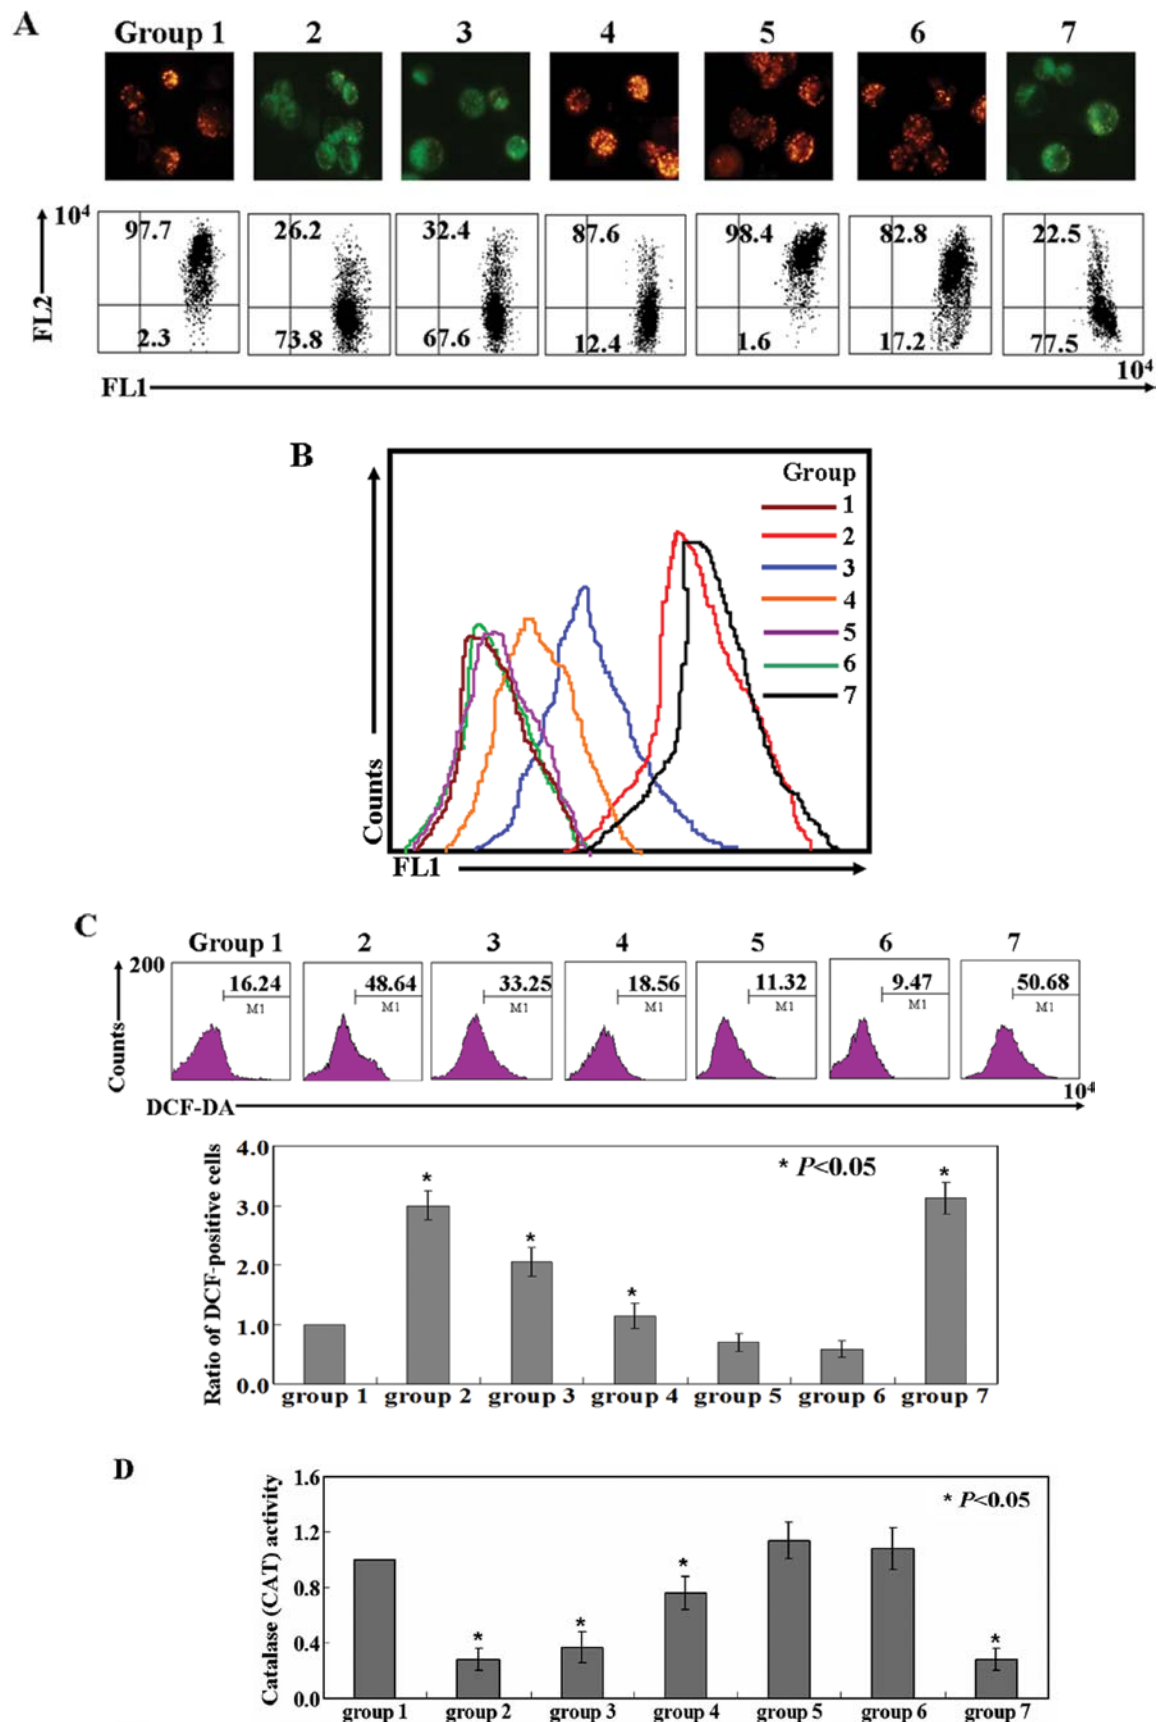 A
Group 1 2 3 4 5 6 7
10⁴
FL2
97.7 26.2 32.4 87.6 98.4 82.8 22.5
2.3 73.8 67.6 12.4 1.6 17.2 77.5
10⁴
FL1
B
Group
1
2
3
4
5
6
7
Counts
FL1
C
Group 1 2 3 4 5 6 7
200
Counts
16.24 48.64 33.25 18.56 11.32 9.47 50.68
M1 M1 M1 M1 M1 M1 M1
10⁴
DCF-DA
Ratio of DCF-positive cells
4.0
3.0
2.0
1.0
0.0
* P<0.05
* * * *
group 1 group 2 group 3 group 4 group 5 group 6 group 7
D
Catalase (CAT) activity
1.6
1.2
0.8
0.4
0.0
* P<0.05
* * * *
group 1 group 2 group 3 group 4 group 5 group 6 group 7